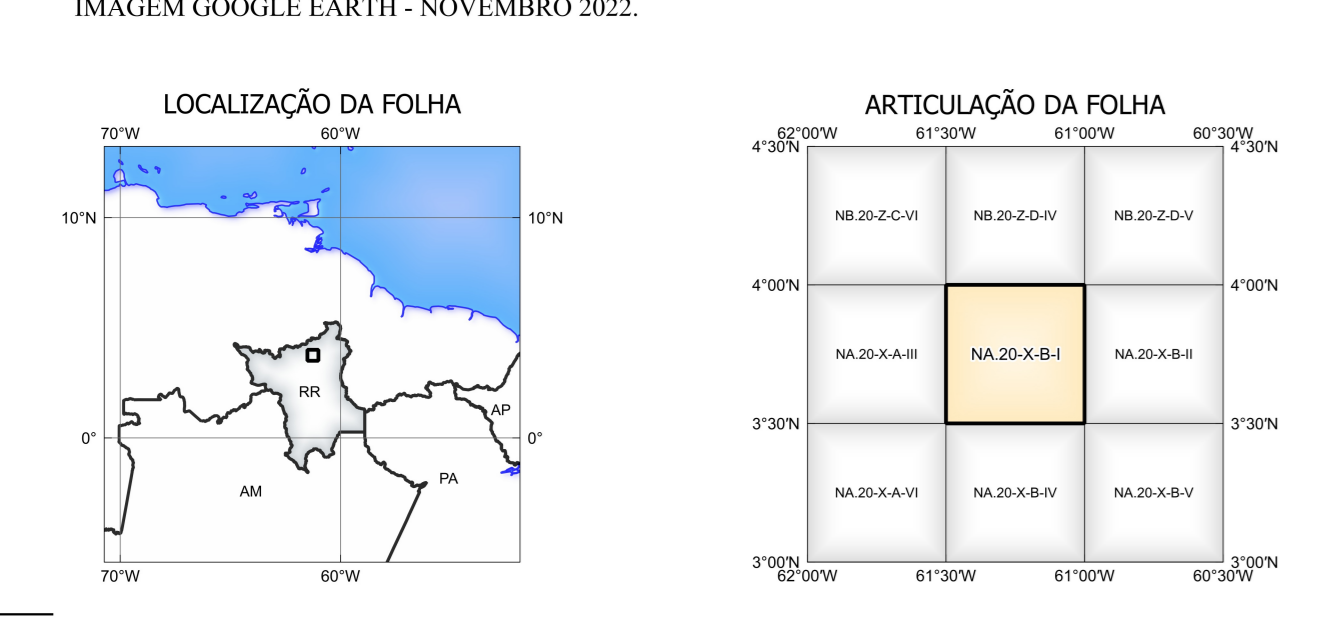 IMAGEM GOOGLE EARTH - NOVEMBRO 2022.
LOCALIZAÇÃO DA FOLHA
70°W 60°W
10°N 10°N
RR
AP
0° 0°
PA
AM
70°W 60°W
ARTICULAÇÃO DA FOLHA
62°00'W 61°30'W 61°00'W 60°30'W
4°30'N 4°30'N
NB.20-Z-C-VI NB.20-Z-D-IV NB.20-Z-D-V
4°00'N 4°00'N
NA.20-X-A-III NA.20-X-B-I NA.20-X-B-II
3°30'N 3°30'N
NA.20-X-A-VI NA.20-X-B-IV NA.20-X-B-V
3°00'N 3°00'N
62°00'W 61°30'W 61°00'W 60°30'W